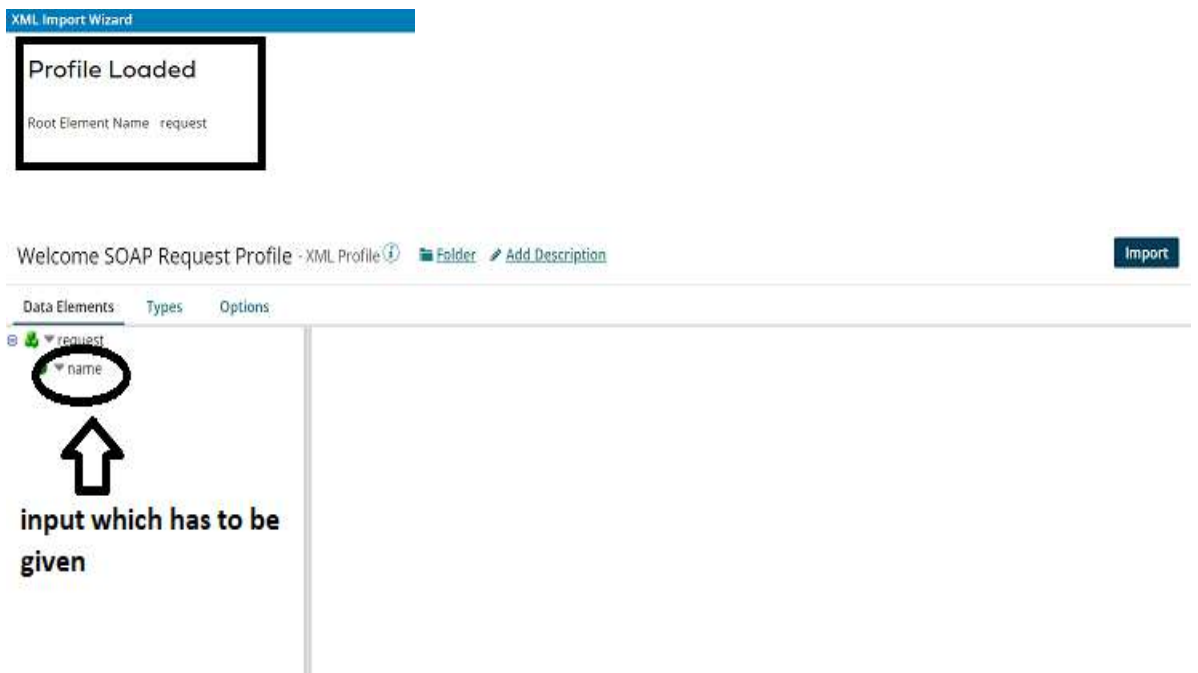 XML Import Wizard
Profile Loaded
Root Element Name request
Welcome SOAP Request Profile - XML Profile Folder Add Description
Import
Data Elements Types Options
request
name
input which has to be
given